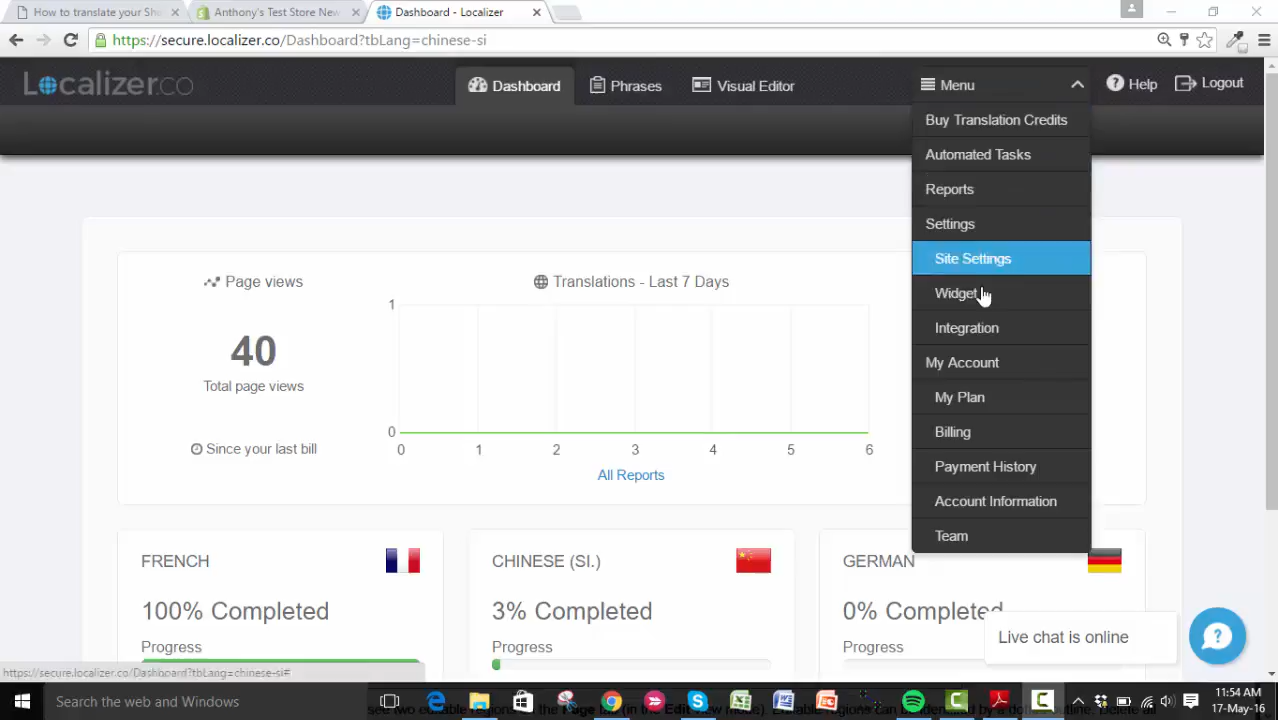 How to translate your Sho
Anthony's Test Store New
Dashboard - Localizer
https://secure.localizer.co/Dashboard?tbLang=chinese-si
Localizer.co
Dashboard
Phrases
Visual Editor
Menu
Help
Logout
Buy Translation Credits
Automated Tasks
Reports
Settings
Site Settings
Widget
Integration
My Account
My Plan
Billing
Payment History
Account Information
Team
Page views
40
Total page views
Since your last bill
Translations - Last 7 Days
1
0
0 1 2 3 4 5 6
All Reports
FRENCH
100% Completed
Progress
CHINESE (SI.)
3% Completed
Progress
GERMAN
0% Completed
Progress
Live chat is online
https://secure.localizer.co/Dashboard?tbLang=chinese-si#
Search the web and Windows
11:54 AM
17-May-16